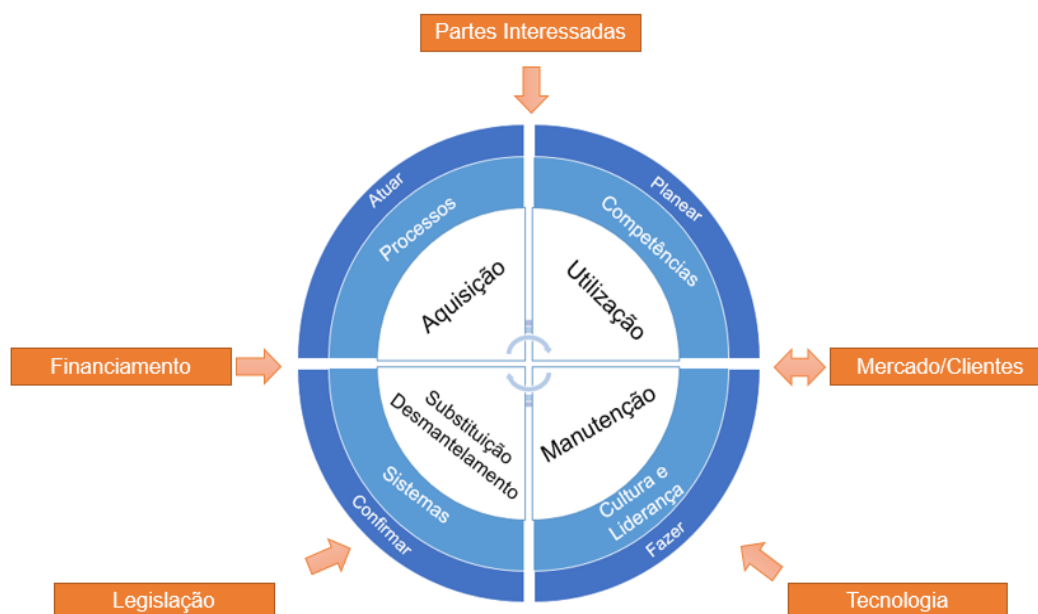 Partes Interessadas
Atuar
Planear
Processos
Competências
Aquisição
Utilização
Financiamento
Mercado/Clientes
Substituição
Desmantelamento
Manutenção
Sistemas
Cultura e
Liderança
Confirmar
Fazer
Legislação
Tecnologia